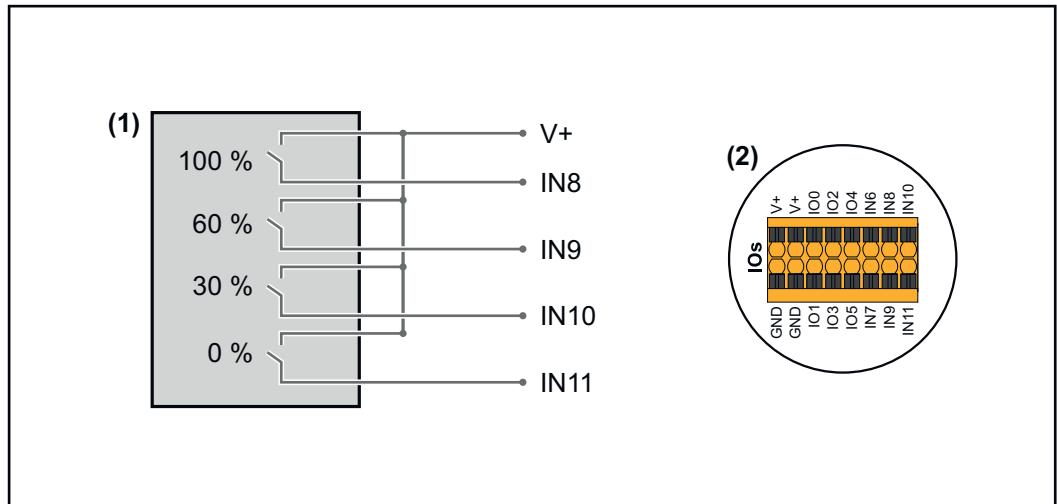 (1)
100 %
60 %
30 %
0 %
V+
IN8
IN9
IN10
IN11
(2)
IOs
V+
V+
IO0
IO2
IO4
IN6
IN8
IN10
GND
GND
IO1
IO3
IO5
IN7
IN9
IN11